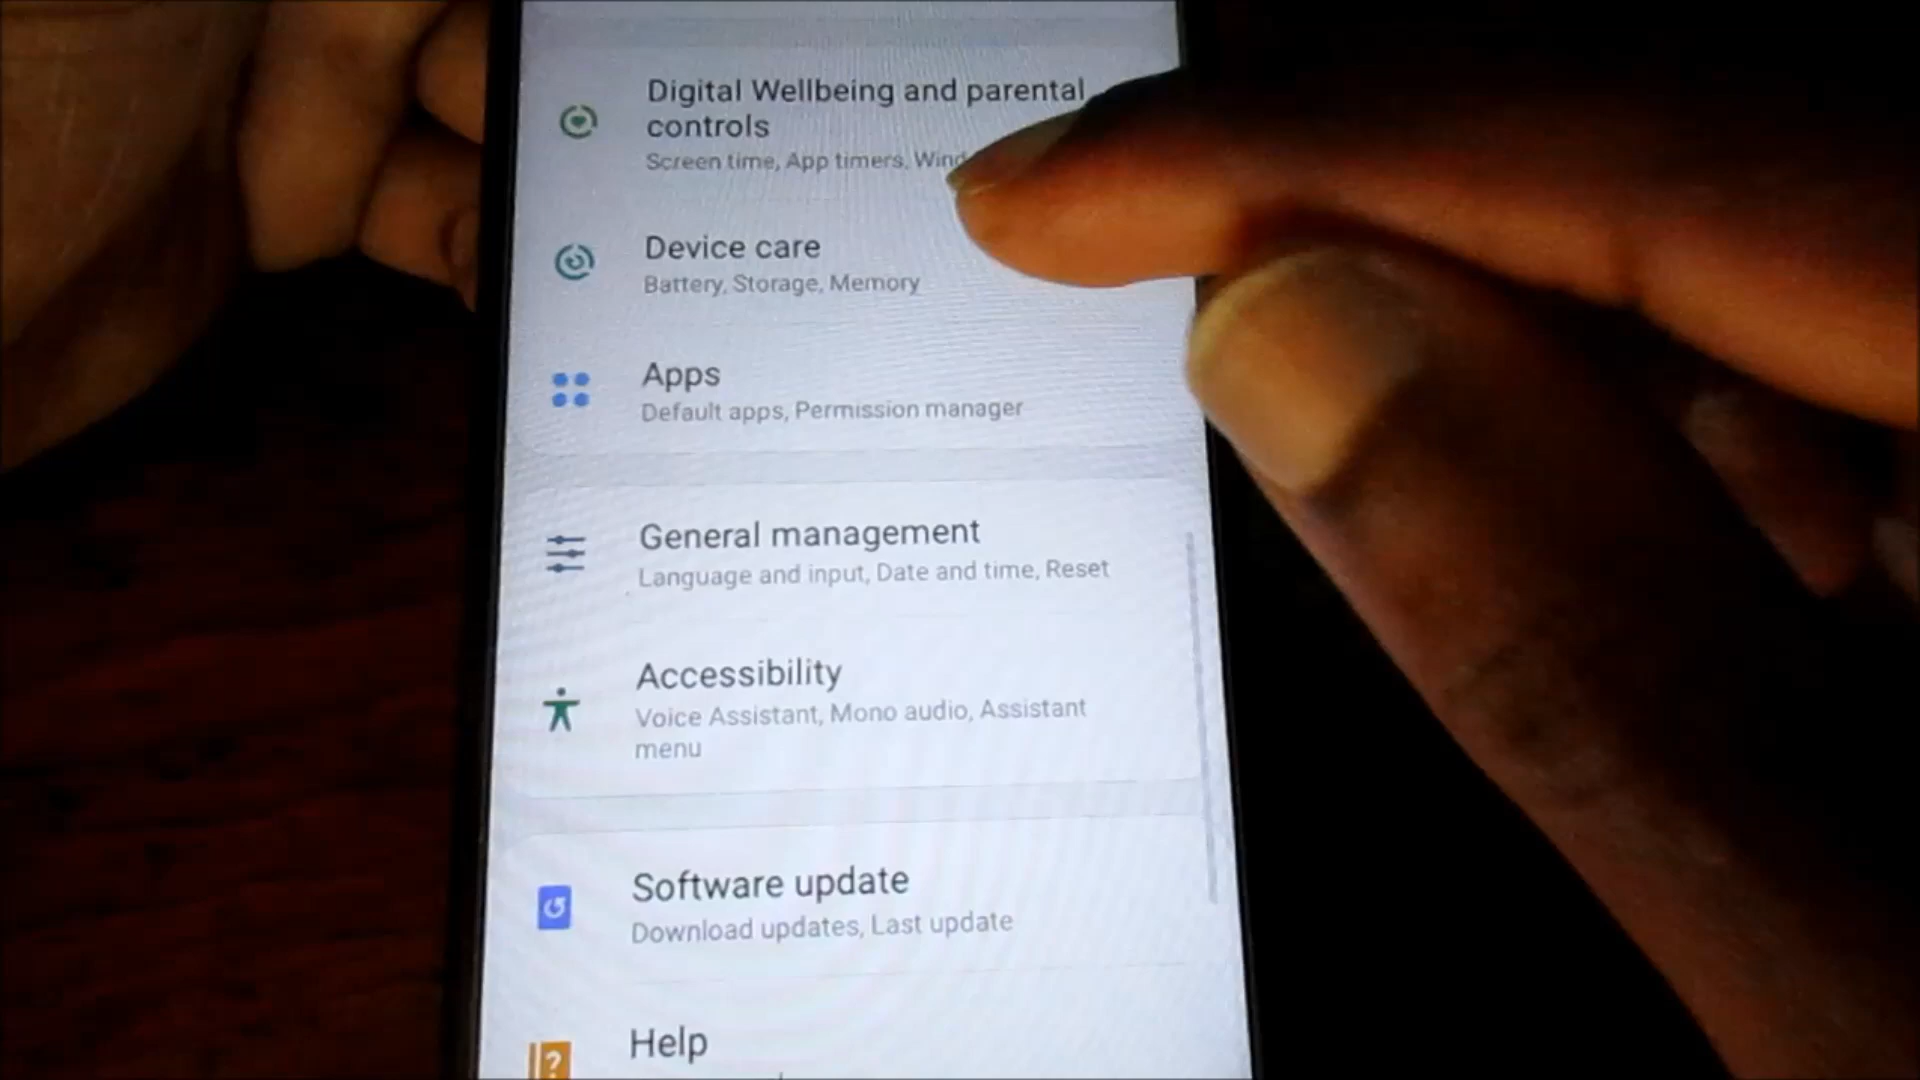 Digital Wellbeing and parental
controls
Screen time, App timers, Wind
Device care
Battery, Storage, Memory
Apps
Default apps, Permission manager
General management
Language and input, Date and time, Reset
Accessibility
Voice Assistant, Mono audio, Assistant
menu
Software update
Download updates, Last update
?
Help